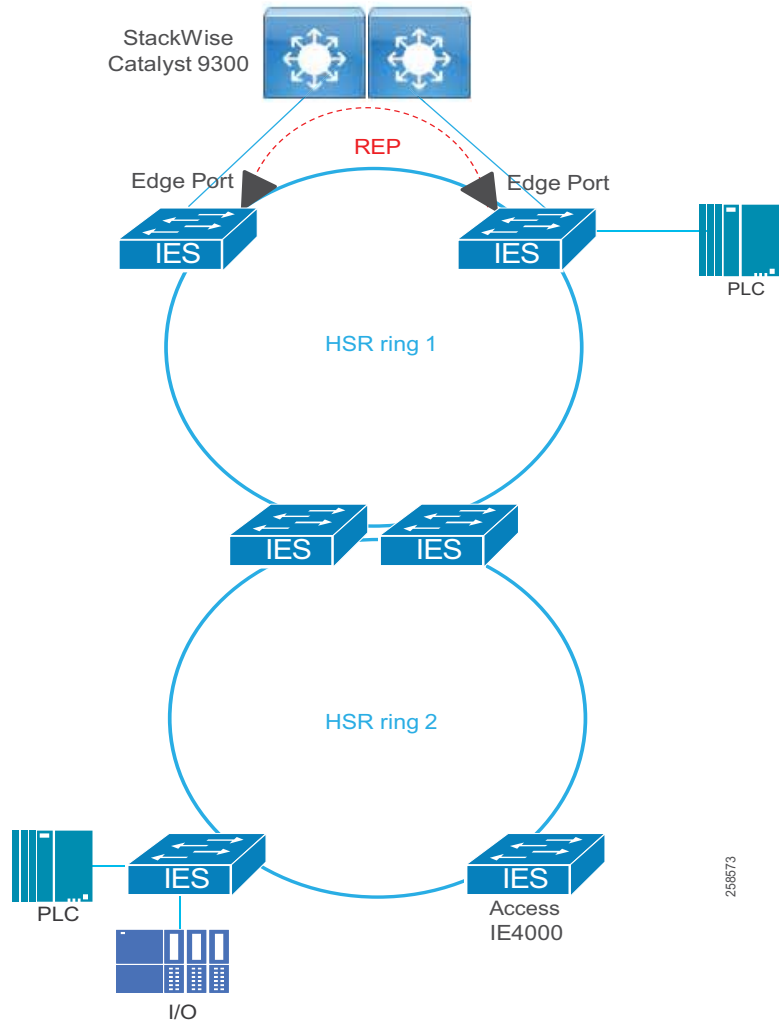 StackWise
Catalyst 9300
REP
Edge Port
Edge Port
IES
IES
PLC
HSR ring 1
IES
IES
HSR ring 2
IES
IES
PLC
Access
IE4000
258573
I/O